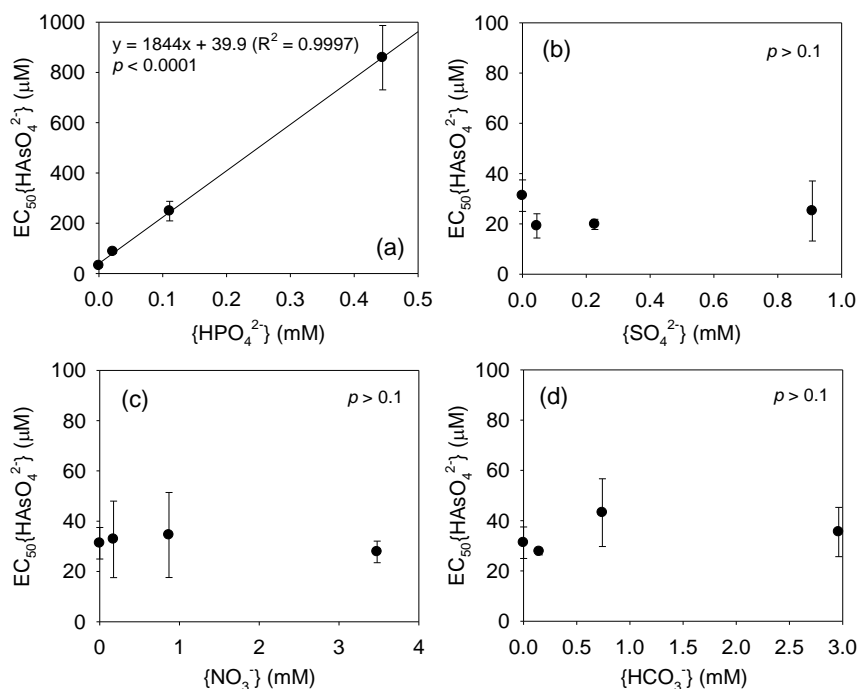 y = 1844x + 39.9 (R² = 0.9997)
p < 0.0001
(a)
1000
800
600
400
200
0
EC₅₀{HAsO₄²⁻} (μM)
0.0 0.1 0.2 0.3 0.4 0.5
{HPO₄²⁻} (mM)
(b)
p > 0.1
100
80
60
40
20
0
EC₅₀{HAsO₄²⁻} (μM)
0.0 0.2 0.4 0.6 0.8 1.0
{SO₄²⁻} (mM)
(c)
p > 0.1
100
80
60
40
20
0
EC₅₀{HAsO₄²⁻} (μM)
0 1 2 3 4
{NO₃⁻} (mM)
(d)
p > 0.1
100
80
60
40
20
0
EC₅₀{HAsO₄²⁻} (μM)
0.0 0.5 1.0 1.5 2.0 2.5 3.0
{HCO₃⁻} (mM)